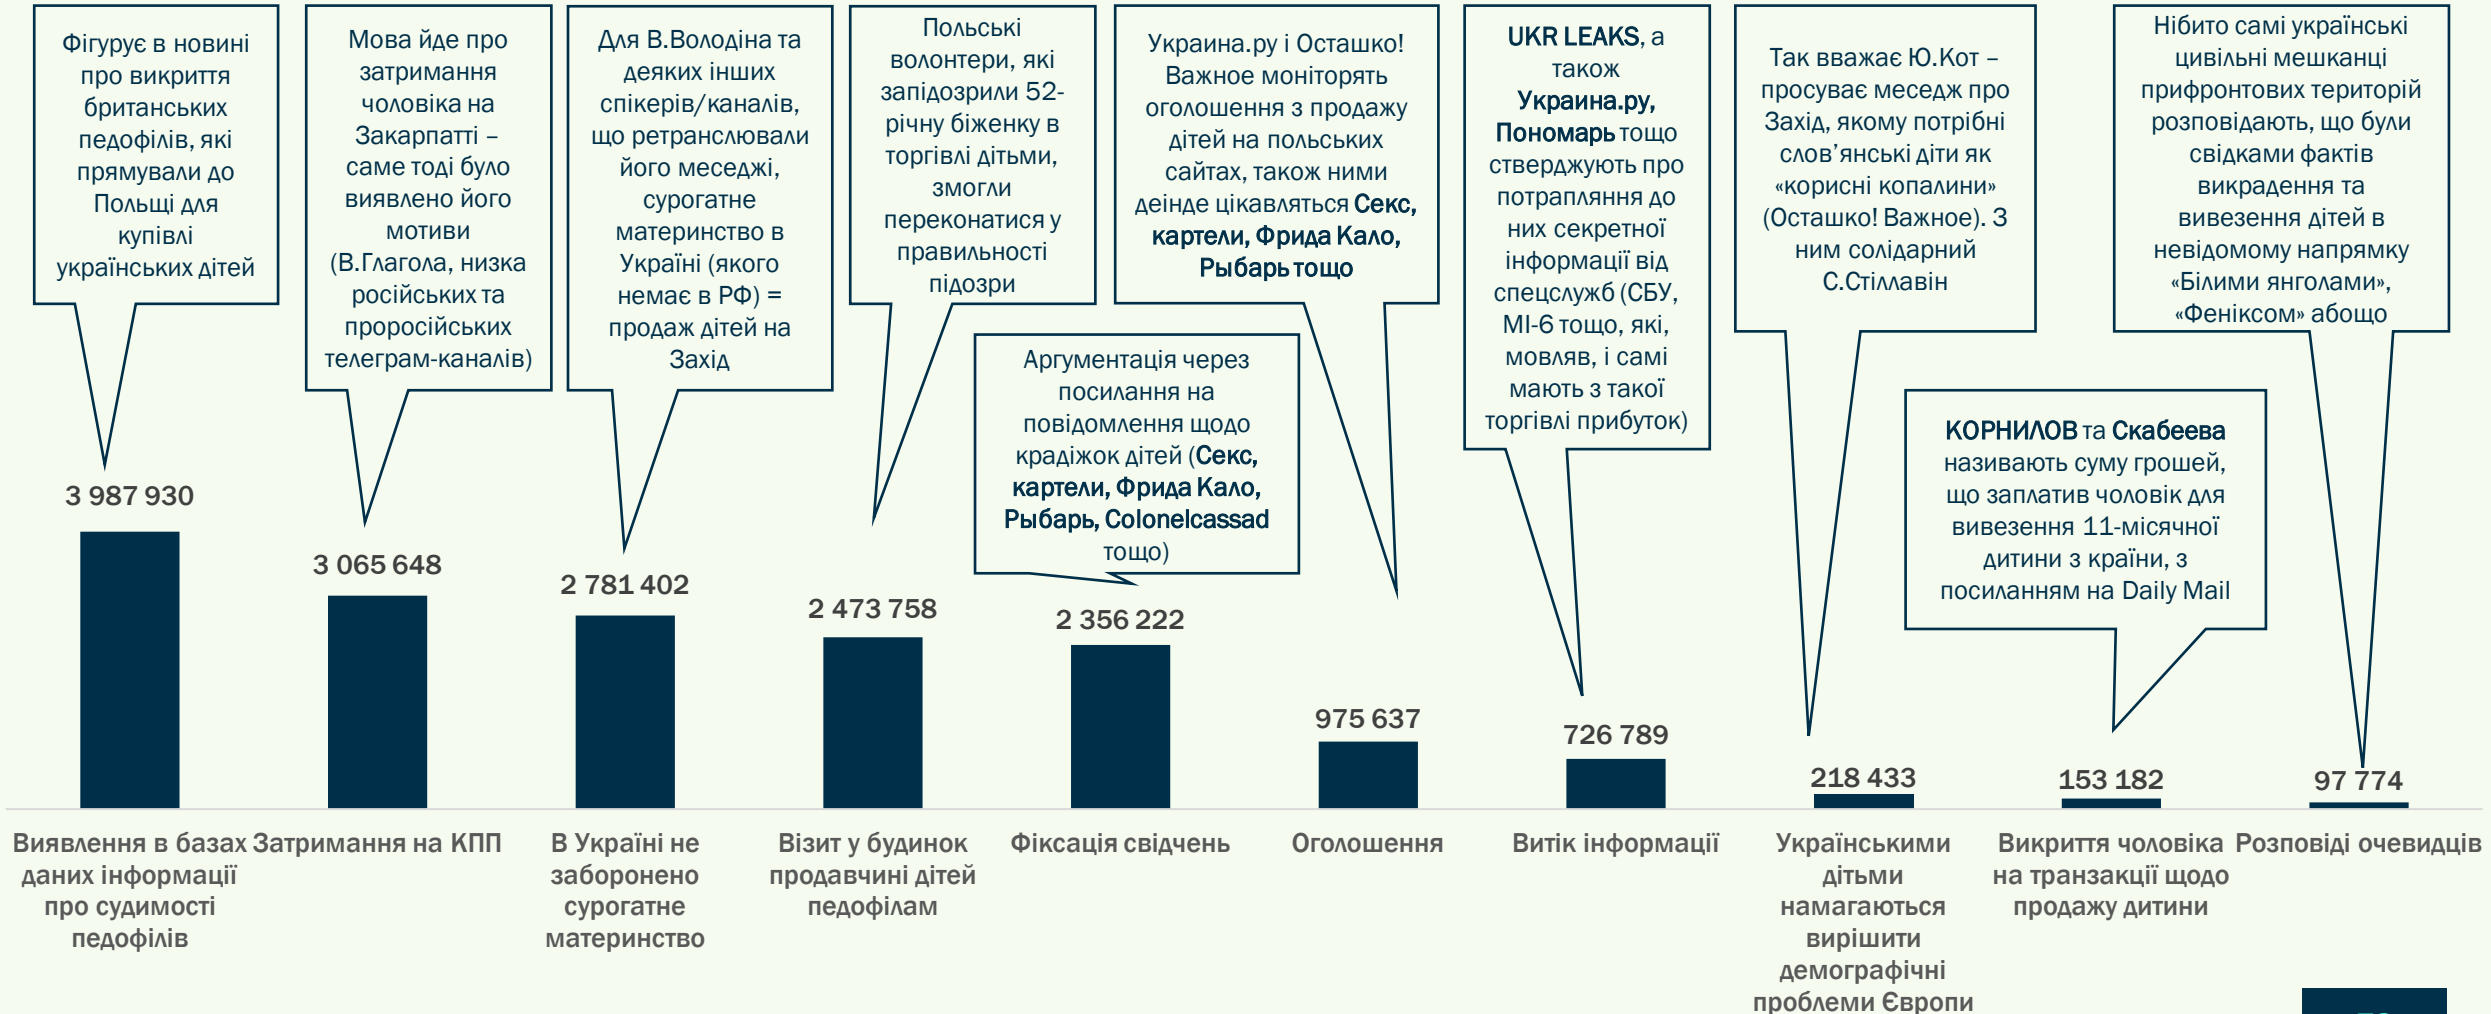 Фігурує в новині
про викриття
британських
педофілів, які
прямували до
Польщі для
купівлі
українських дітей
Мова йде про
затримання
чоловіка на
Закарпатті –
саме тоді було
виявлено його
мотиви
(В.Глагола, низка
російських та
проросійських
телеграм-каналів)
Для В.Володіна та
деяких інших
спікерів/каналів,
що ретранслювали
його меседжі,
сурогатне
материнство в
Україні (якого
немає в РФ) =
продаж дітей на
Захід
Польські
волонтери, які
запідозрили 52-
річну біженку в
торгівлі дітьми,
змогли
переконатися у
правильності
підозри
Аргументація через
посилання на
повідомлення щодо
крадіжок дітей (Секс,
картели, Фрида Кало,
Рыбарь, Colonelcassad
тощо)
Украина.ру і Осташко!
Важное моніторять
оголошення з продажу
дітей на польських
сайтах, також ними
деінде цікавляться Секс,
картели, Фрида Кало,
Рыбарь тощо
UKR LEAKS, а
також
Украина.ру,
Пономарь тощо
стверджують про
потрапляння до
них секретної
інформації від
спецслужб (СБУ,
МІ-6 тощо, які,
мовляв, і самі
мають з такої
торгівлі прибуток)
Так вважає Ю.Кот –
просуває меседж про
Захід, якому потрібні
слов’янські діти як
«корисні копалини»
(Осташко! Важное). З
ним солідарний
С.Стіллавін
КОРНИЛОВ та Скабеева
називають суму грошей,
що заплатив чоловік для
вивезення 11-місячної
дитини з країни, з
посиланням на Daily Mail
Нібито самі українські
цивільні мешканці
прифронтових територій
розповідають, що були
свідками фактів
викрадення та
вивезення дітей в
невідомому напрямку
«Білими янголами»,
«Феніксом» абощо
3 987 930
3 065 648
2 781 402
2 473 758
2 356 222
975 637
726 789
218 433
153 182
97 774
Виявлення в базах
даних інформації
про судимості
педофілів
Затримання на КПП
В Україні не
заборонено
сурогатне
материнство
Візит у будинок
продавчині дітей
педофілам
Фіксація свідчень
Оголошення
Витік інформації
Українськими
дітьми
намагаються
вирішити
демографічні
проблеми Європи
Викриття чоловіка
на транзакції щодо
продажу дитини
Розповіді очевидців